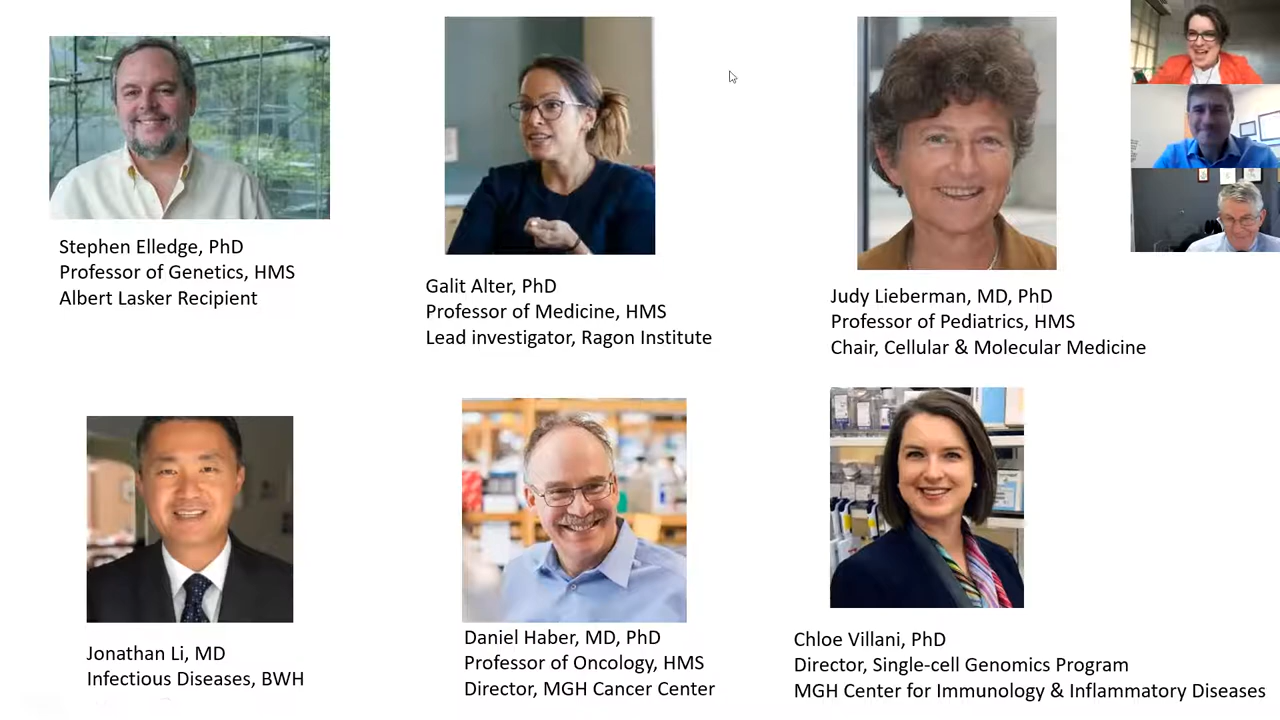 Stephen Elledge, PhD
Professor of Genetics, HMS
Albert Lasker Recipient
Galit Alter, PhD
Professor of Medicine, HMS
Lead investigator, Ragon Institute
Judy Lieberman, MD, PhD
Professor of Pediatrics, HMS
Chair, Cellular & Molecular Medicine
Jonathan Li, MD
Infectious Diseases, BWH
Daniel Haber, MD, PhD
Professor of Oncology, HMS
Director, MGH Cancer Center
Chloe Villani, PhD
Director, Single-cell Genomics Program
MGH Center for Immunology & Inflammatory Diseases